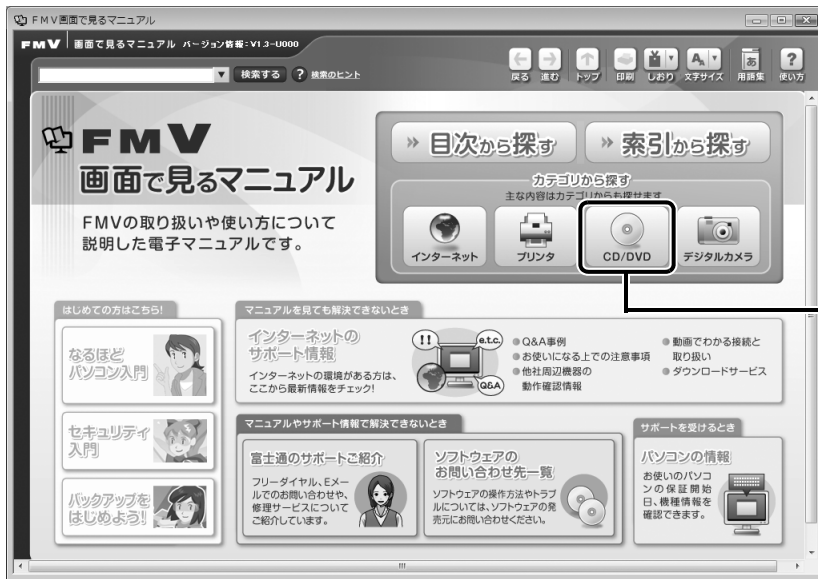 FMV画面で見るマニュアル
FMV 画面で見るマニュアル バージョン情報:V1.3-U000
検索する ? 検索のヒント
戻る 進む トップ 印刷 しおり 文字サイズ 用語集 使い方
FMV
画面で見るマニュアル
FMVの取り扱いや使い方について
説明した電子マニュアルです。
目次から探す
索引から探す
カテゴリから探す
主な内容はカテゴリからも探せます
インターネット
プリンタ
CD/DVD
デジタルカメラ
はじめての方はこちら!
なるほど
パソコン入門
セキュリティ
入門
バックアップを
はじめよう!
マニュアルを見ても解決できないとき
インターネットの
サポート情報
インターネットの環境がある方は、
ここから最新情報をチェック!
!!
e.t.c.
Q&A
Q&A事例
お使いになる上での注意事項
他社周辺機器の
動作確認情報
動画でわかる接続と
取り扱い
ダウンロードサービス
マニュアルやサポート情報で解決できないとき
富士通のサポートご紹介
フリーダイヤル、Eメー
ルでのお問い合わせや、
修理サービスについて
ご紹介しています。
ソフトウェアの
お問い合わせ先一覧
ソフトウェアの操作方法やトラブ
ルについては、ソフトウェアの発
売元にお問い合わせください。
サポートを受けるとき
パソコンの情報
お使いのパソコ
ンの保証開始
日、機種情報を
確認できます。